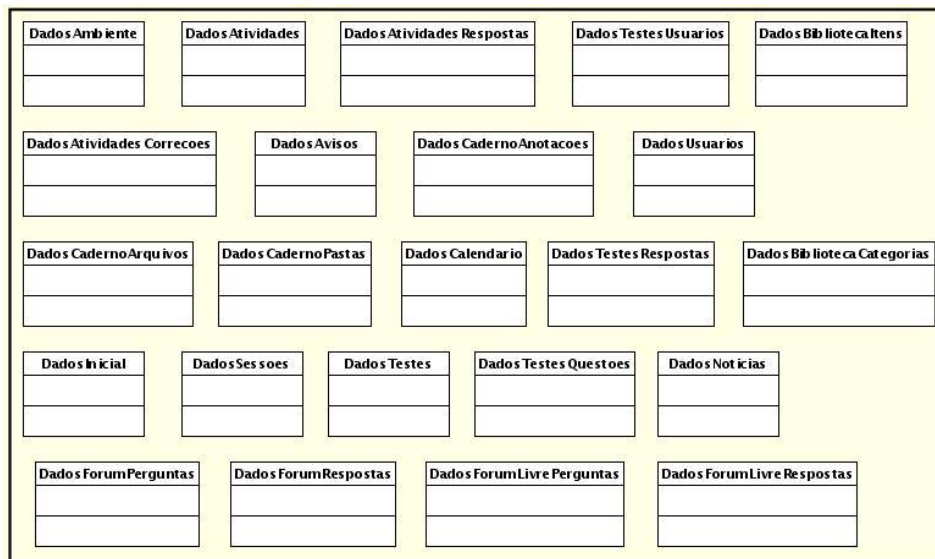 DadosAmbiente
DadosAtividades
DadosAtividadesRespostas
DadosTestesUsuarios
DadosBibliotecaItens
DadosAtividadesCorrecoes
DadosAvisos
DadosCadernoAnotacoes
DadosUsuarios
DadosCadernoArquivos
DadosCadernoPastas
DadosCalendario
DadosTestesRespostas
DadosBibliotecaCategorias
DadosInicial
DadosSessoes
DadosTestes
DadosTestesQuestoes
DadosNoticias
DadosForumPerguntas
DadosForumRespostas
DadosForumLivrePerguntas
DadosForumLivreRespostas